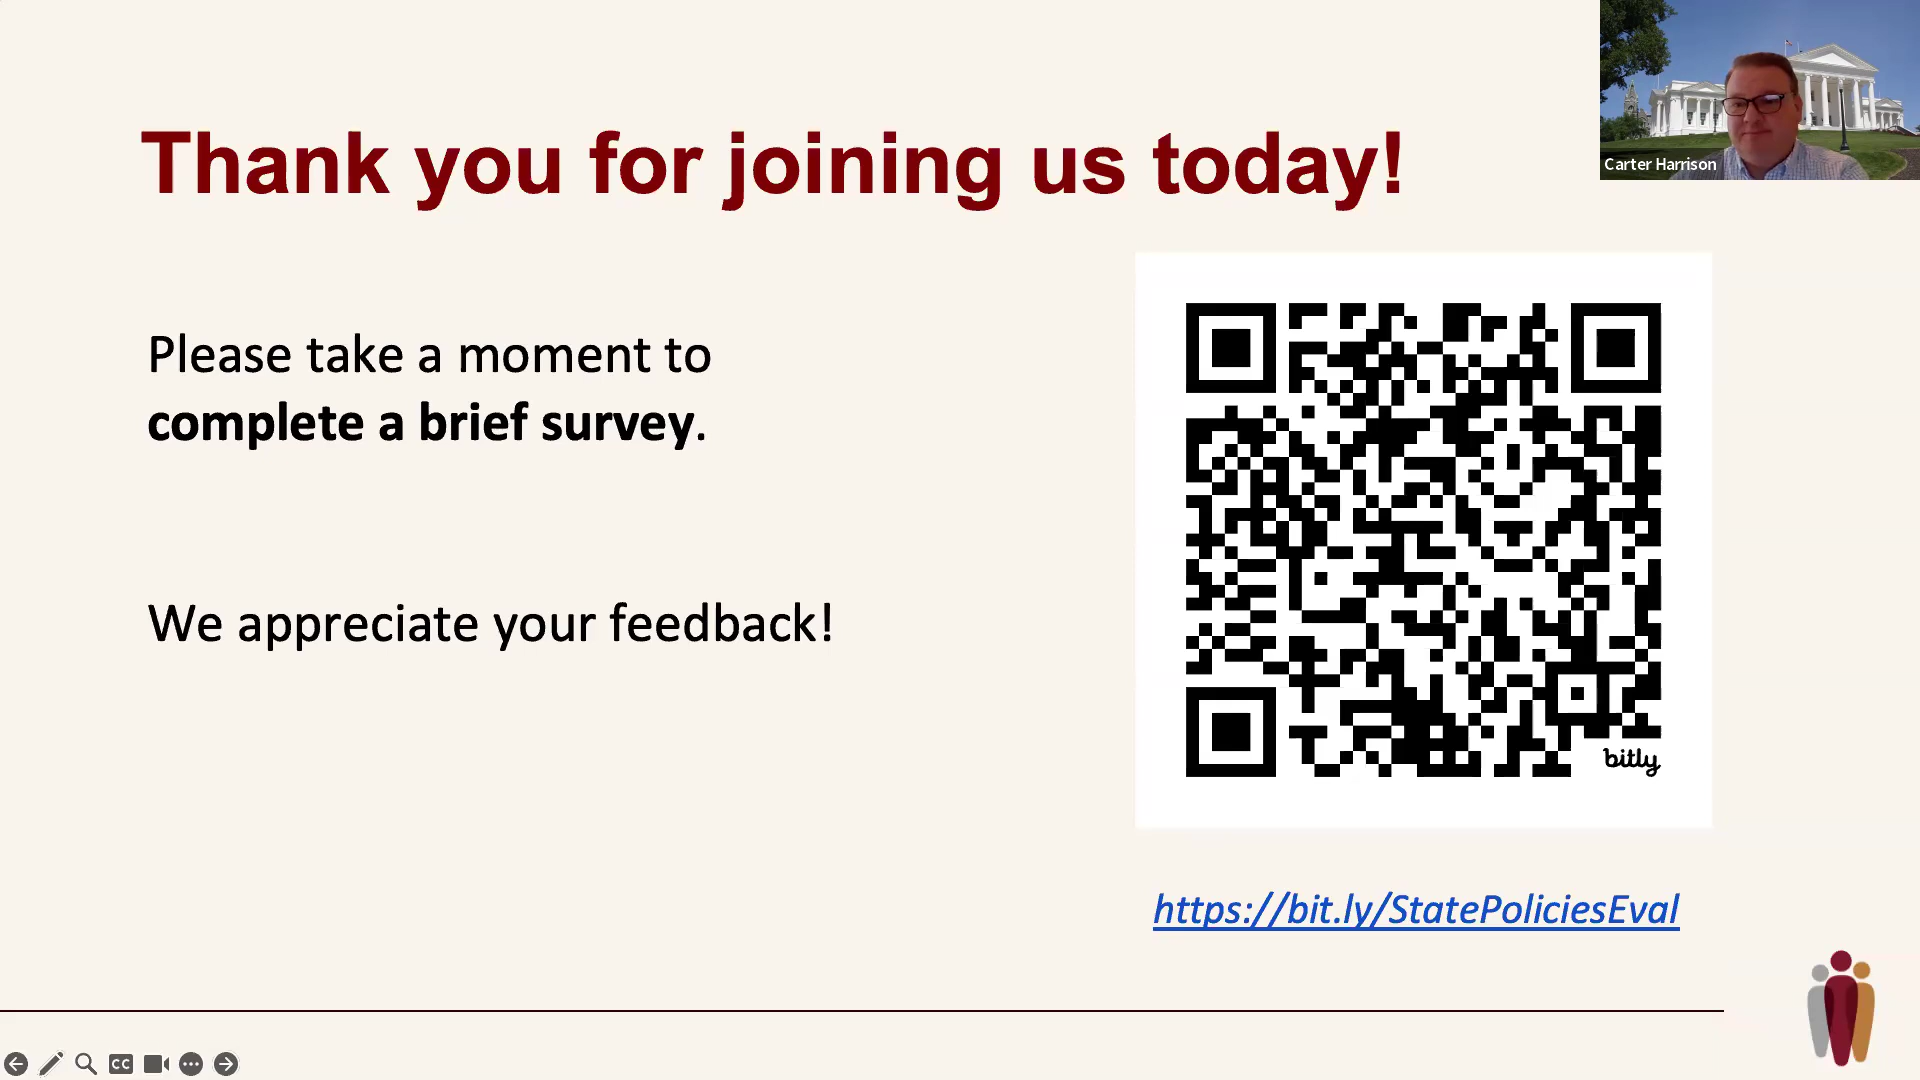 Thank you for joining us today!
Carter Harrison
Please take a moment to
complete a brief survey.
We appreciate your feedback!
bitly
https://bit.ly/StatePoliciesEval
CC